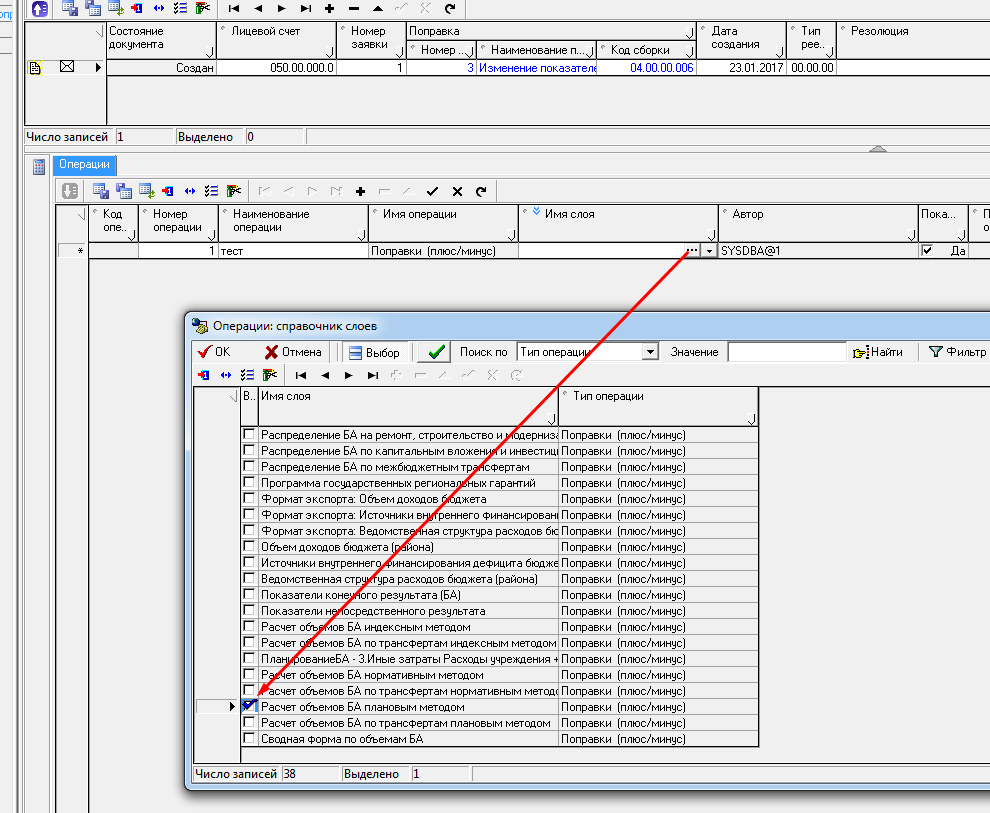 Состояние документа
Лицевой счет
Номер заявки
Поправка
Номер ...
Наименование п...
Код сборки
Дата создания
Тип рее..
Резолюция
Создан 050.00.000.0 1 3 Изменение показателе 04.00.00.006 23.01.2017 00.00.00
Число записей 1 Выделено 0
Операции
Код опе..
Номер операции
Наименование операции
Имя операции
Имя слоя
Автор
Пока...
* 1 тест Поправки (плюс/минус) ... SYSDBA@1 Да
Операции: справочник слоев
OK Отмена Выбор Поиск по Тип операции Значение Найти Фильтр
В.. Имя слоя Тип операции
Распределение БА на ремонт, строительство и модерниза Поправки (плюс/минус)
Распределение БА по капитальным вложения и инвестиц Поправки (плюс/минус)
Распределение БА по межбюджетным трансфертам Поправки (плюс/минус)
Программа государственных региональных гарантий Поправки (плюс/минус)
Формат экспорта: Объем доходов бюджета Поправки (плюс/минус)
Формат экспорта: Источники внутреннего финансирован Поправки (плюс/минус)
Формат экспорта: Ведомственная структура расходов бю Поправки (плюс/минус)
Объем доходов бюджета (района) Поправки (плюс/минус)
Источники внутреннего финансирования дефицита бюдже Поправки (плюс/минус)
Ведомственная структура расходов бюджета (района) Поправки (плюс/минус)
Показатели конечного результата (БА) Поправки (плюс/минус)
Показатели непосредственного результата Поправки (плюс/минус)
Расчет объемов БА индексным методом Поправки (плюс/минус)
Расчет объемов БА по трансфертам индексным методом Поправки (плюс/минус)
ПланированиеБА - 3.Иные затраты Расходы учреждения + Поправки (плюс/минус)
Расчет объемов БА нормативным методом Поправки (плюс/минус)
Расчет объемов БА по трансфертам нормативным методо Поправки (плюс/минус)
Расчет объемов БА плановым методом Поправки (плюс/минус)
Расчет объемов БА по трансфертам плановым методом Поправки (плюс/минус)
Сводная форма по объемам БА Поправки (плюс/минус)
Число записей 38 Выделено 1